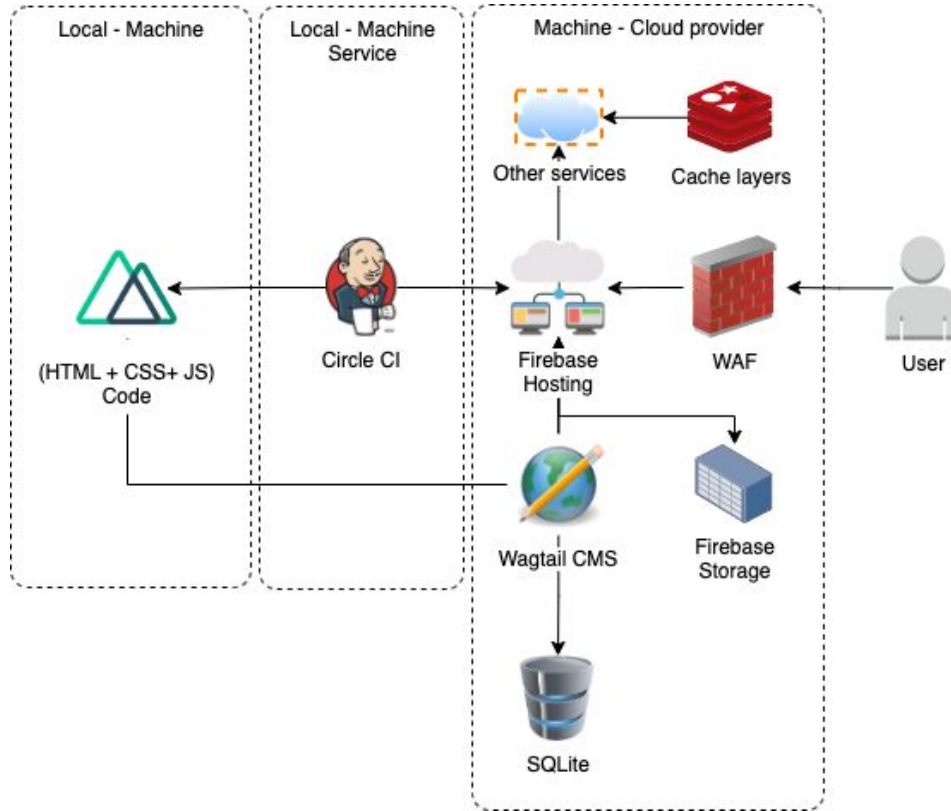 Local - Machine
Local - Machine
Service
Machine - Cloud provider
Other services
Cache layers
(HTML + CSS+ JS)
Code
Circle CI
Firebase
Hosting
WAF
User
Wagtail CMS
Firebase
Storage
SQLite